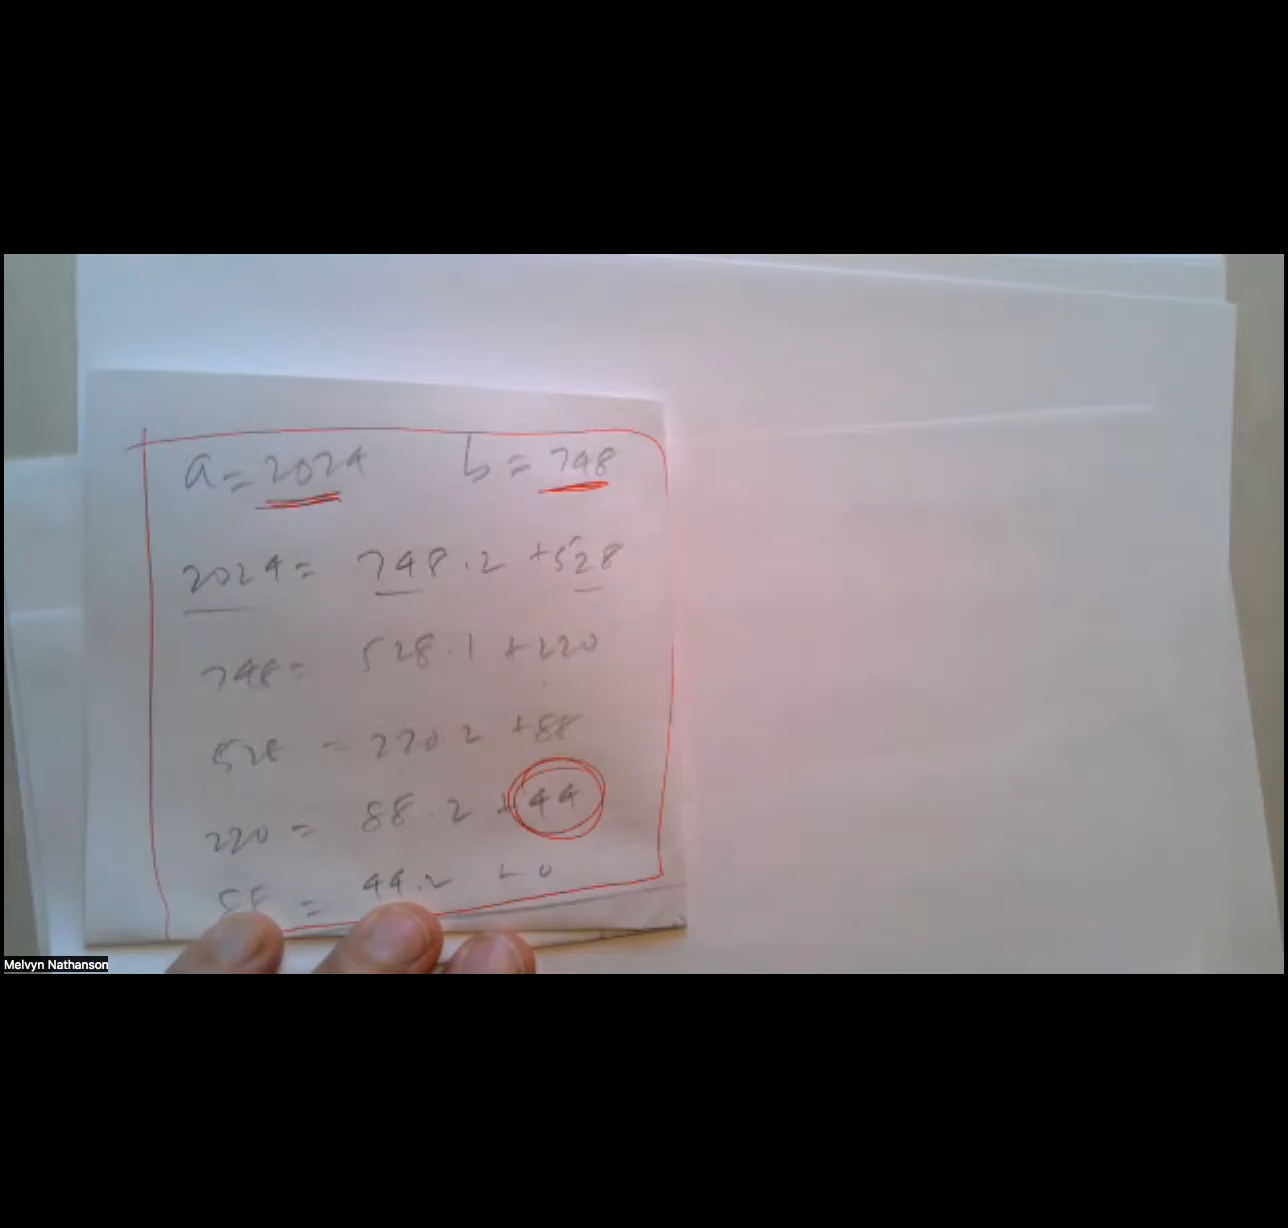 a = 2024 b = 748
2024 = 748 . 2 + 528
748 = 528 . 1 + 220
528 = 220 2 + 88
220 = 88 . 2 + 44
88 = 44 . 2 + 0
Melvyn Nathanson